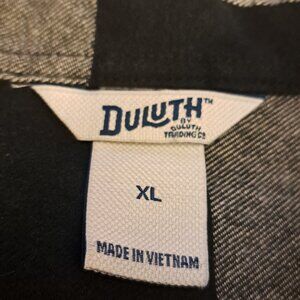 DULUTH™
BY
DULUTH
TRADING Co
XL
MADE IN VIETNAM